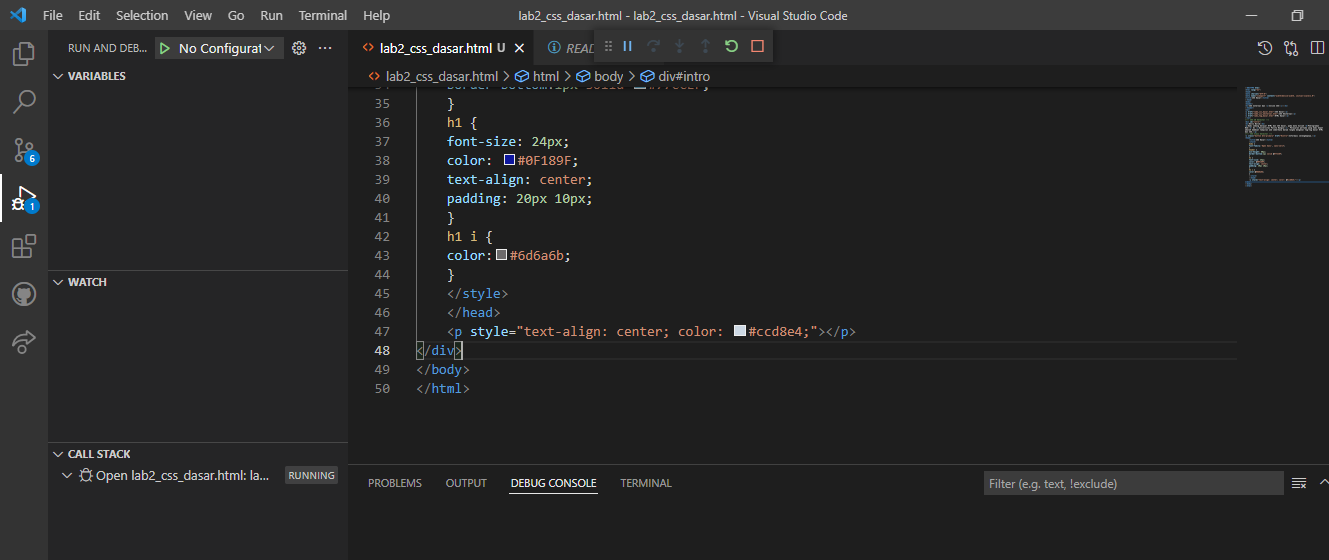 File Edit Selection View Go Run Terminal Help lab2_css_dasar.html - lab2_css_dasar.html - Visual Studio Code
RUN AND DEB... No Configurat
lab2_css_dasar.html U
READ
VARIABLES
lab2_css_dasar.html > html > body > div#intro
35 }
36 h1 {
37 font-size: 24px;
38 color: #0F189F;
39 text-align: center;
40 padding: 20px 10px;
41 }
42 h1 i {
43 color:#6d6a6b;
44 }
45 </style>
46 </head>
47 <p style="text-align: center; color: #ccd8e4;"></p>
48 </div>
49 </body>
50 </html>
6
1
WATCH
CALL STACK
Open lab2_css_dasar.html: la... RUNNING
PROBLEMS OUTPUT DEBUG CONSOLE TERMINAL
Filter (e.g. text, !exclude)